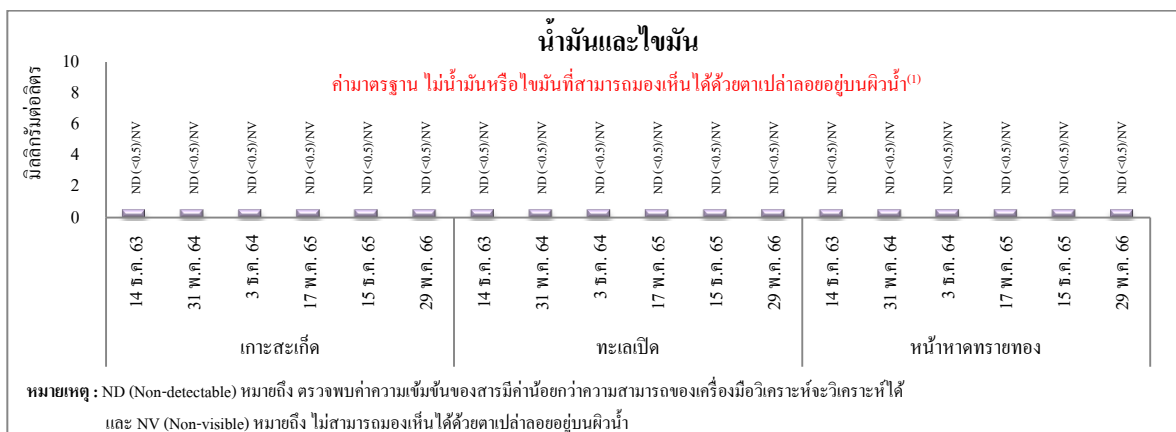 น้ำมันและไขมัน
ค่ามาตรฐาน ไม่น้ำมันหรือไขมันที่สามารถมองเห็นได้ด้วยตาเปล่าลอยอยู่บนผิวน้ำ(1)
มิลลิกรัมต่อลิตร
10
8
6
4
2
0
ND (<0.5)/NV ND (<0.5)/NV ND (<0.5)/NV ND (<0.5)/NV ND (<0.5)/NV ND (<0.5)/NV ND (<0.5)/NV ND (<0.5)/NV ND (<0.5)/NV ND (<0.5)/NV ND (<0.5)/NV ND (<0.5)/NV ND (<0.5)/NV ND (<0.5)/NV ND (<0.5)/NV ND (<0.5)/NV ND (<0.5)/NV ND (<0.5)/NV
14 ธ.ค. 63 31 พ.ค. 64 3 ธ.ค. 64 17 พ.ค. 65 15 ธ.ค. 65 29 พ.ค. 66 14 ธ.ค. 63 31 พ.ค. 64 3 ธ.ค. 64 17 พ.ค. 65 15 ธ.ค. 65 29 พ.ค. 66 14 ธ.ค. 63 31 พ.ค. 64 3 ธ.ค. 64 17 พ.ค. 65 15 ธ.ค. 65 29 พ.ค. 66
เกาะสะเก็ด ทะเลเปิด หน้าหาดทรายทอง
หมายเหตุ : ND (Non-detectable) หมายถึง ตรวจพบค่าความเข้มข้นของสารมีค่าน้อยกว่าความสามารถของเครื่องมือวิเคราะห์จะวิเคราะห์ได้
และ NV (Non-visible) หมายถึง ไม่สามารถมองเห็นได้ด้วยตาเปล่าลอยอยู่บนผิวน้ำ